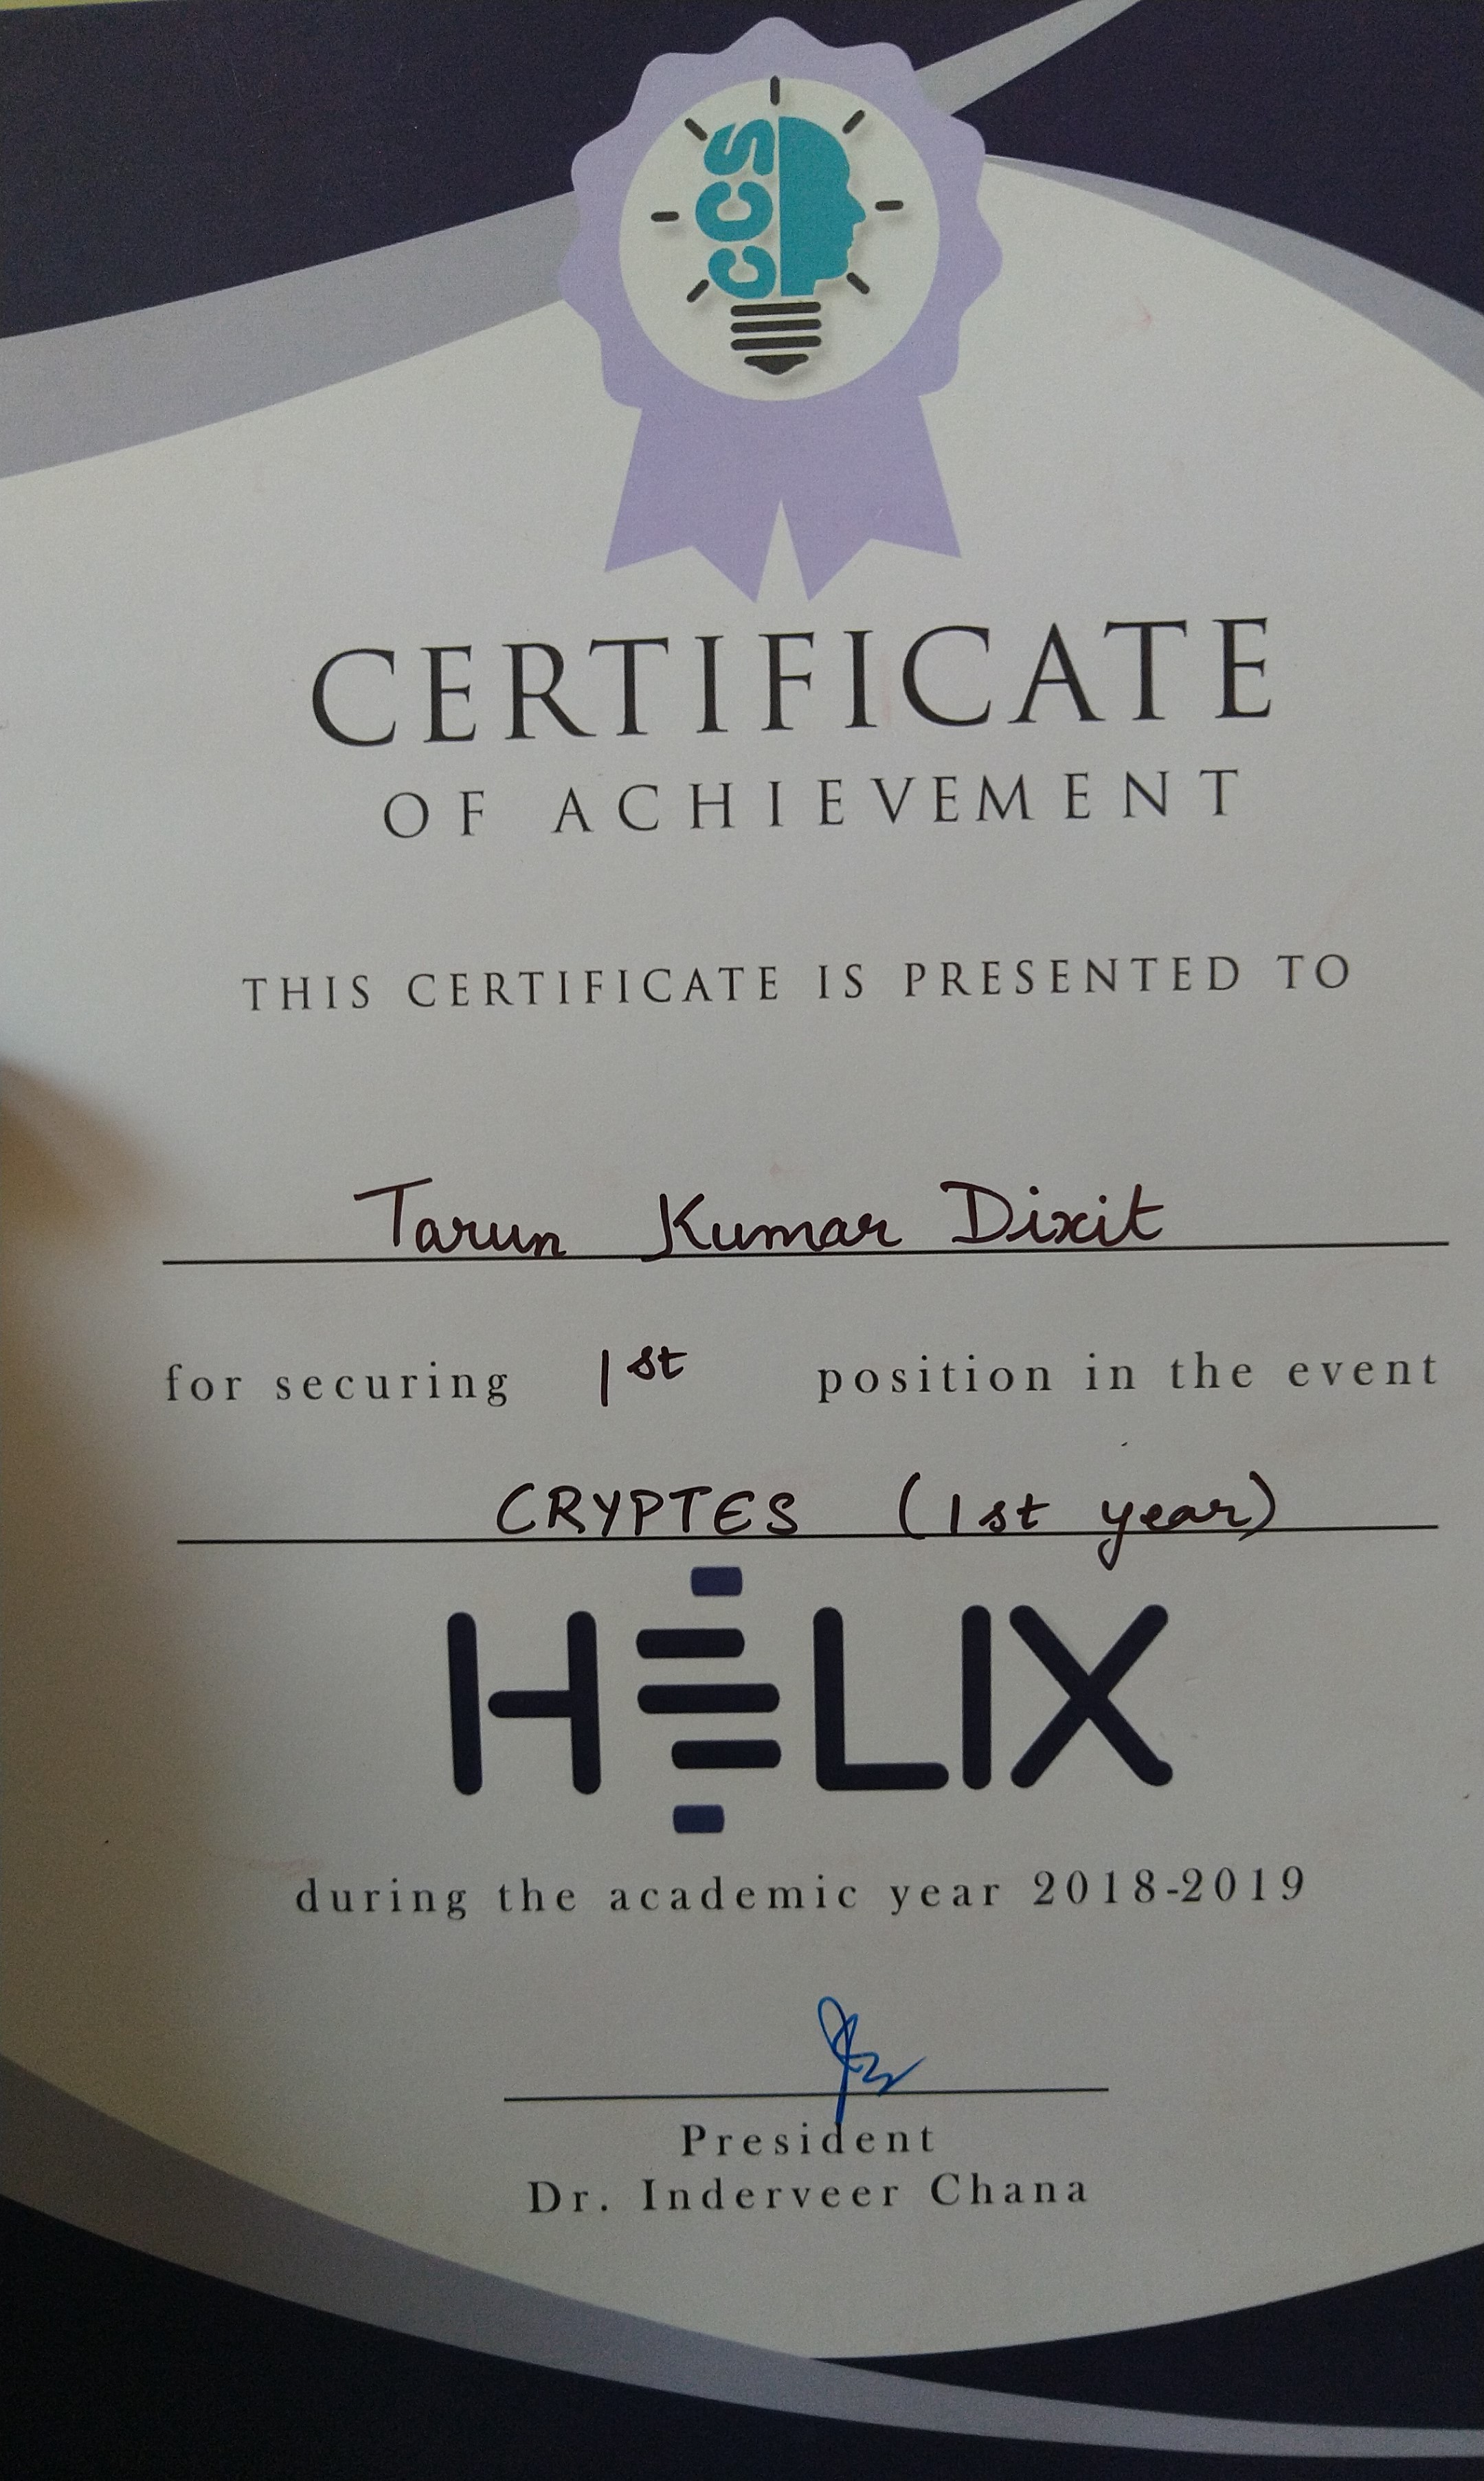 CCS
CERTIFICATE
OF ACHIEVEMENT
THIS CERTIFICATE IS PRESENTED TO
Tarun Kumar Dixit
for securing 1st position in the event
CRYPTES (1st year)
HELIX
during the academic year 2018-2019
President
Dr. Inderveer Chana